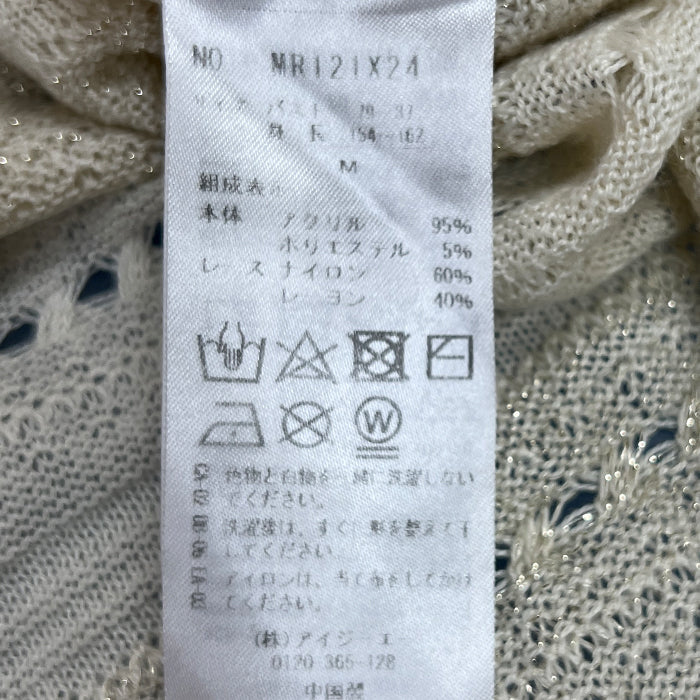 NO MR121X24
サイズ バスト 79-87
身長 154-162
M
組成表示
本体 アクリル 95%
ポリエステル 5%
レース ナイロン 60%
レーヨン 40%
W
色物と白物を一緒に洗濯しない
でください。
洗濯後は、すぐ形を整えて干
してください。
アイロンは、当て布をしてかけ
てください。
(株)アイジーエー
0120 365-128
中国製